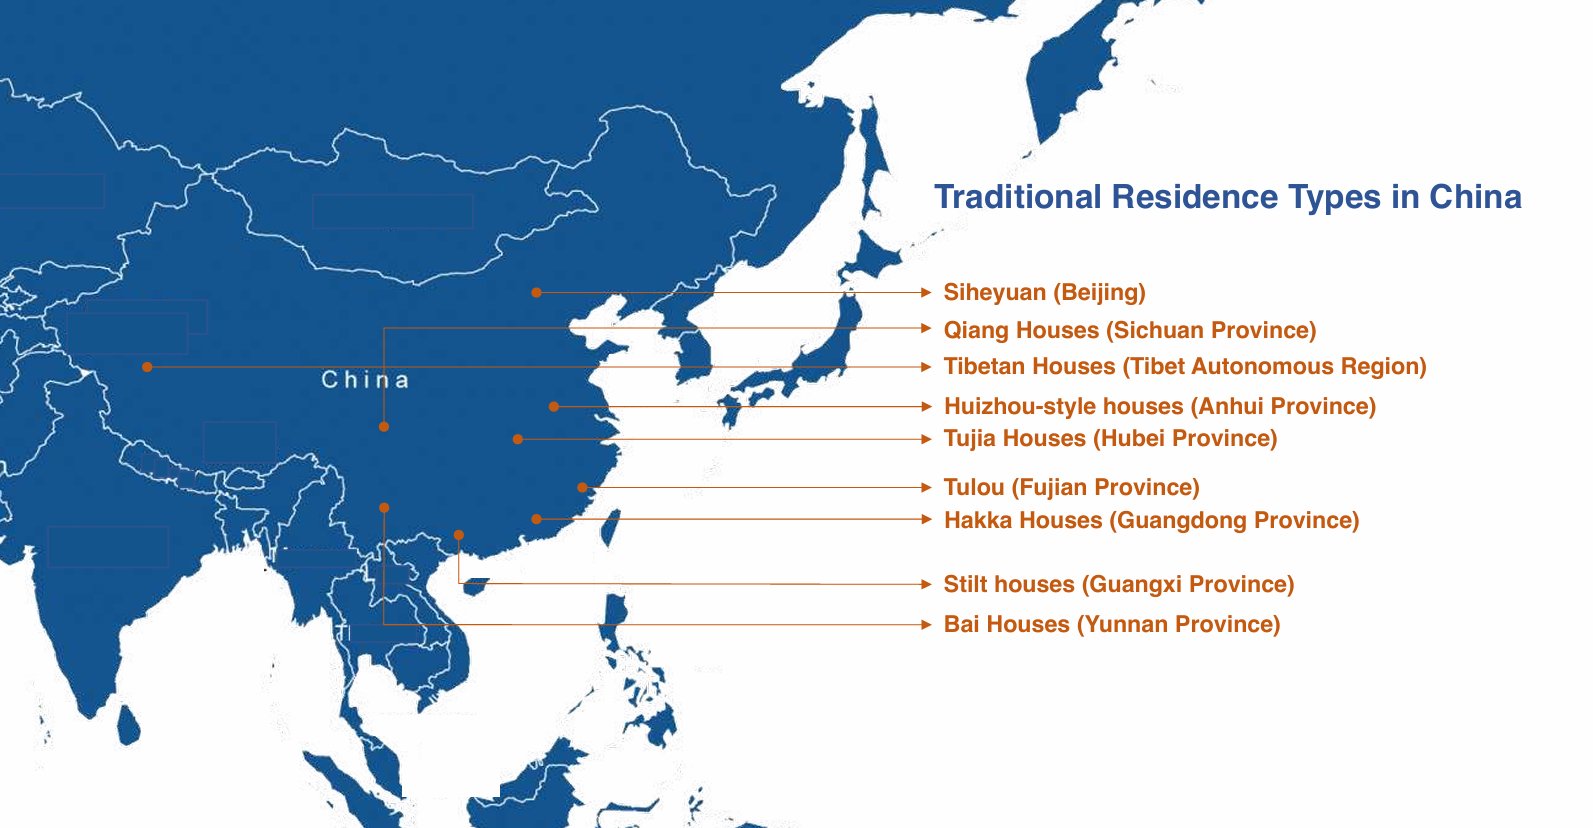 Traditional Residence Types in China
Siheyuan (Beijing)
Qiang Houses (Sichuan Province)
Tibetan Houses (Tibet Autonomous Region)
China
Huizhou-style houses (Anhui Province)
Tujia Houses (Hubei Province)
Tulou (Fujian Province)
Hakka Houses (Guangdong Province)
Stilt houses (Guangxi Province)
Bai Houses (Yunnan Province)